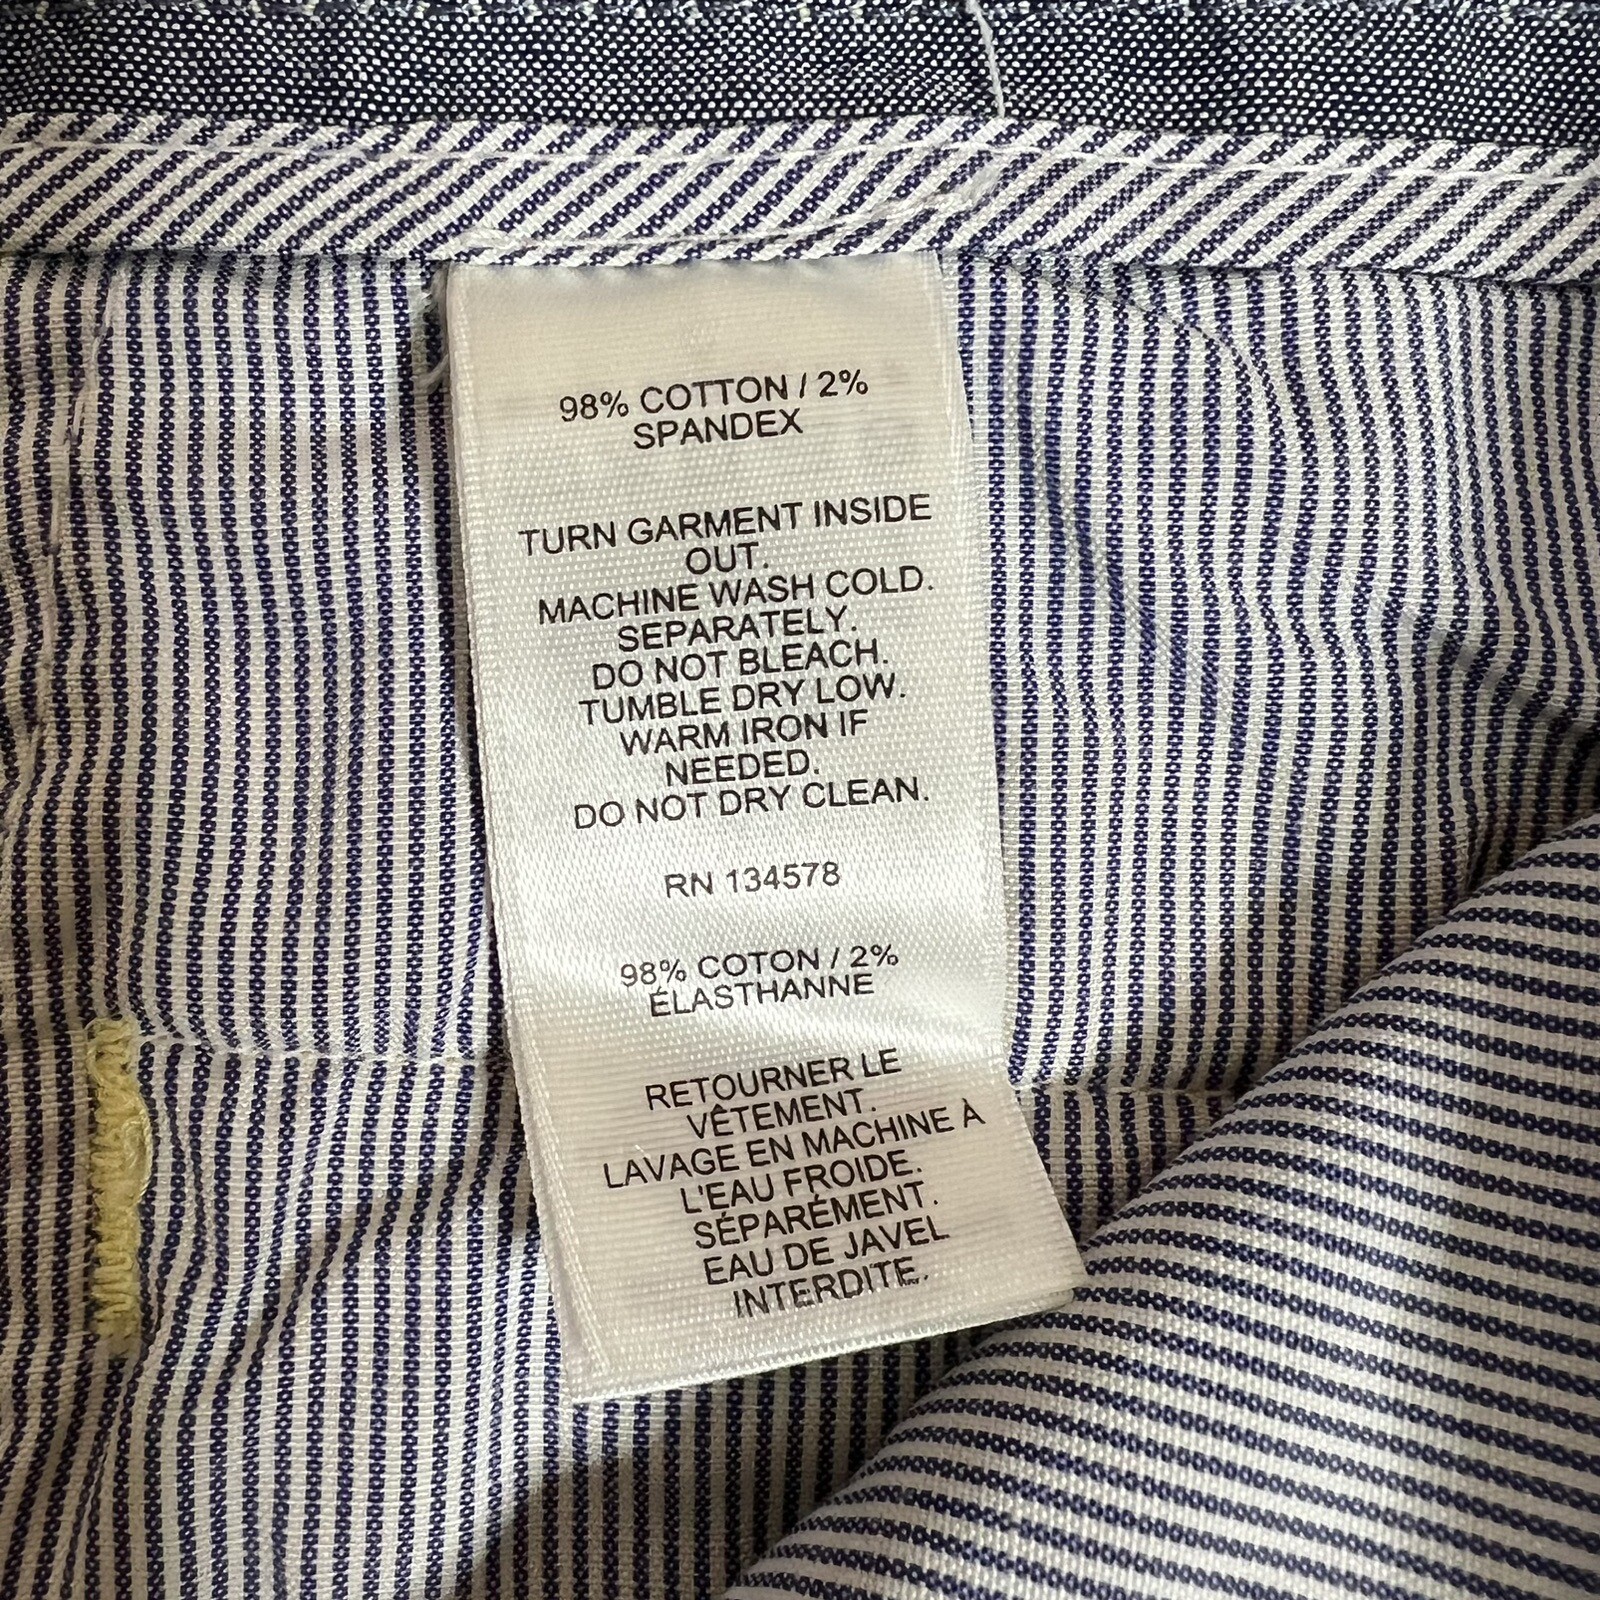 98% COTTON / 2%
SPANDEX
TURN GARMENT INSIDE
OUT.
MACHINE WASH COLD.
SEPARATELY.
DO NOT BLEACH.
TUMBLE DRY LOW.
WARM IRON IF
NEEDED.
DO NOT DRY CLEAN.
RN 134578
98% COTON / 2%
ÉLASTHANNE
RETOURNER LE
VÊTEMENT.
LAVAGE EN MACHINE À
L'EAU FROIDE.
SÉPARÉMENT.
EAU DE JAVEL
INTERDITE.